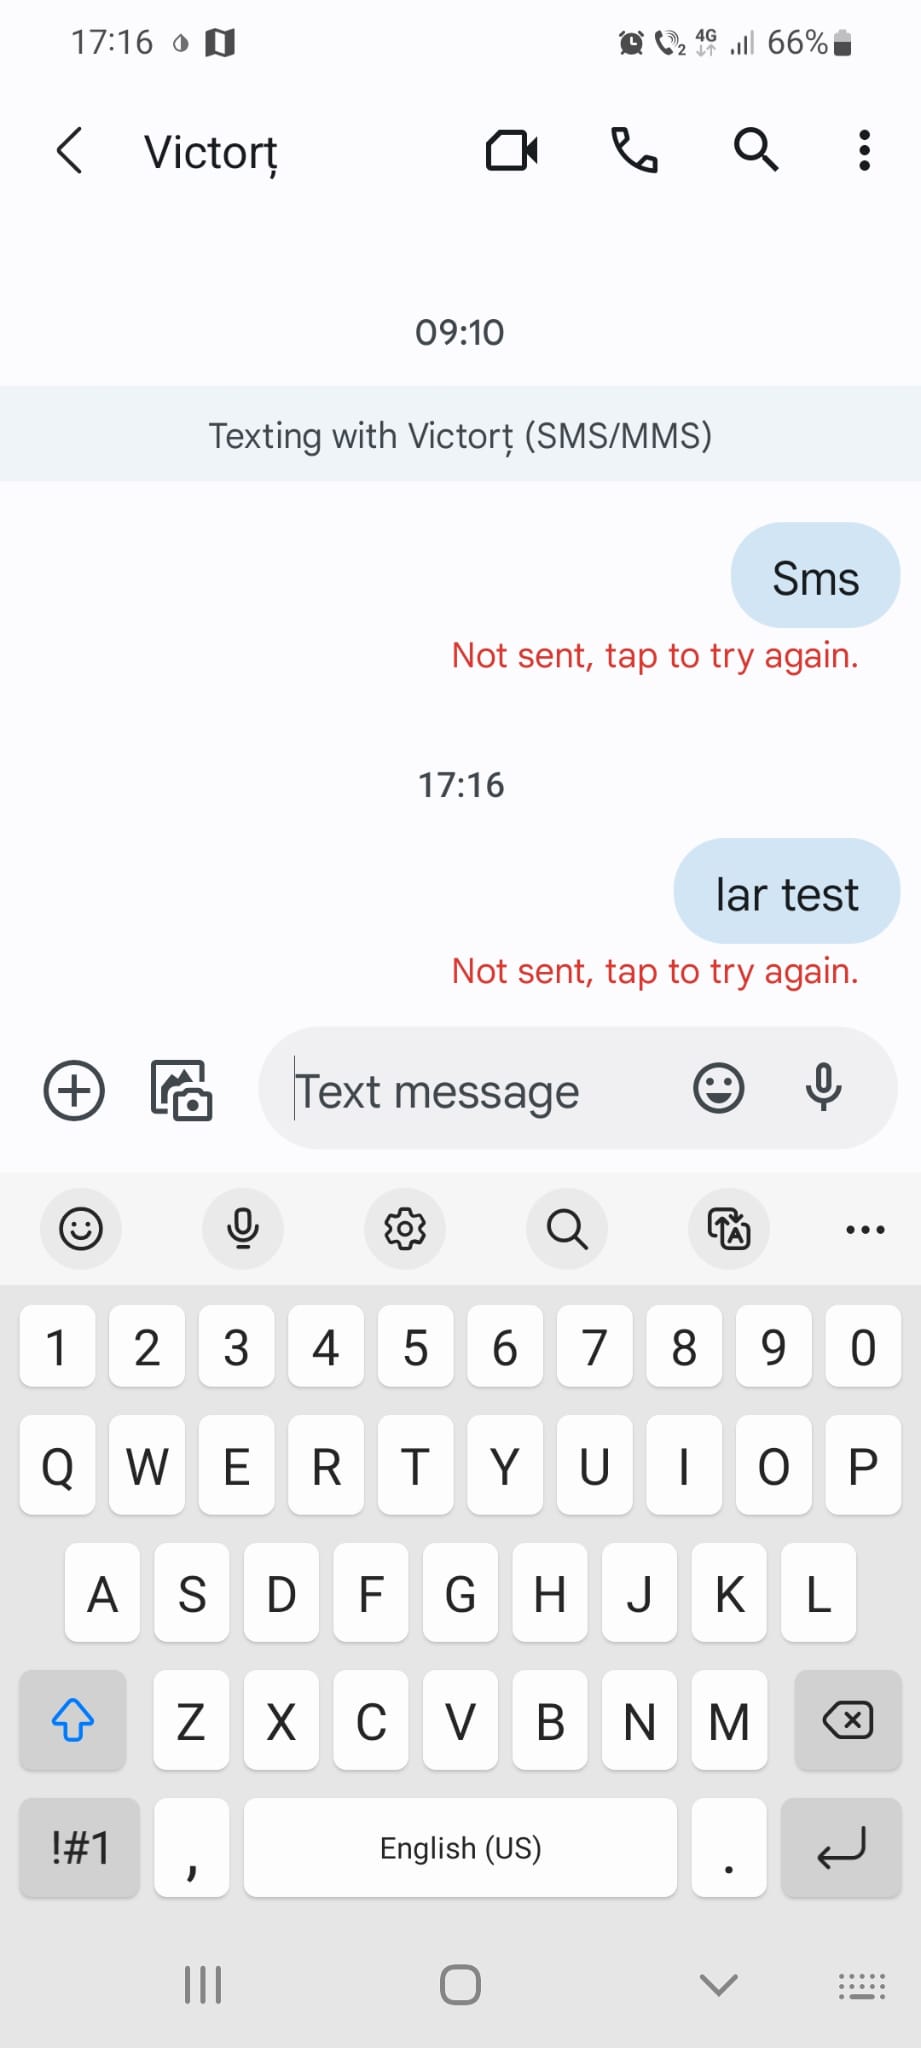 17:16
2 4G 66%
Victorț
09:10
Texting with Victorț (SMS/MMS)
Sms
Not sent, tap to try again.
17:16
Iar test
Not sent, tap to try again.
Text message
1 2 3 4 5 6 7 8 9 0
Q W E R T Y U I O P
A S D F G H J K L
Z X C V B N M
!#1 , English (US) .